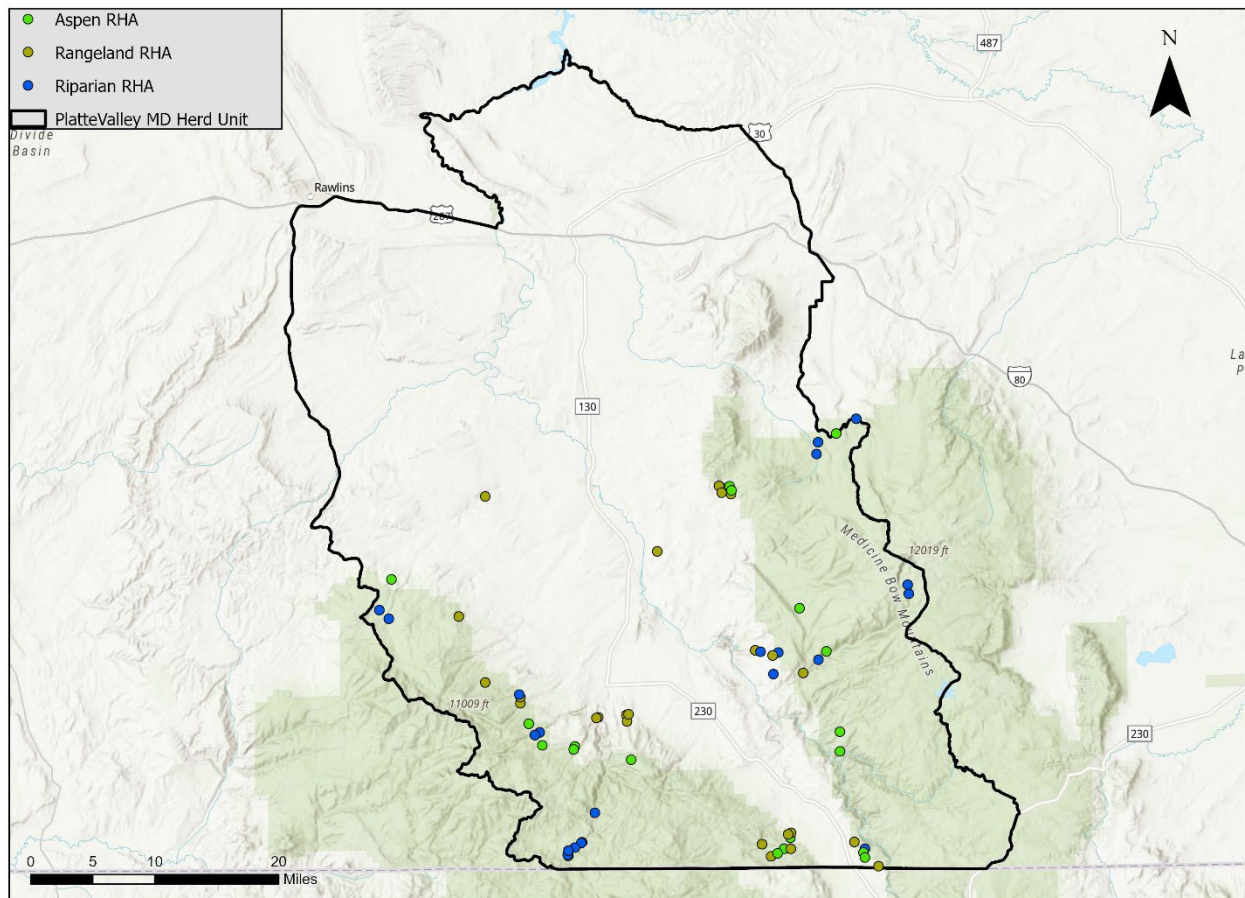 Aspen RHA
Rangeland RHA
Riparian RHA
PlatteValley MD Herd Unit
N
487
Divide
Basin
30
Rawlins
287
La
P
80
130
Medicine Bow Mountains
12019 ft
11009 ft
230
230
0 5 10 20
Miles